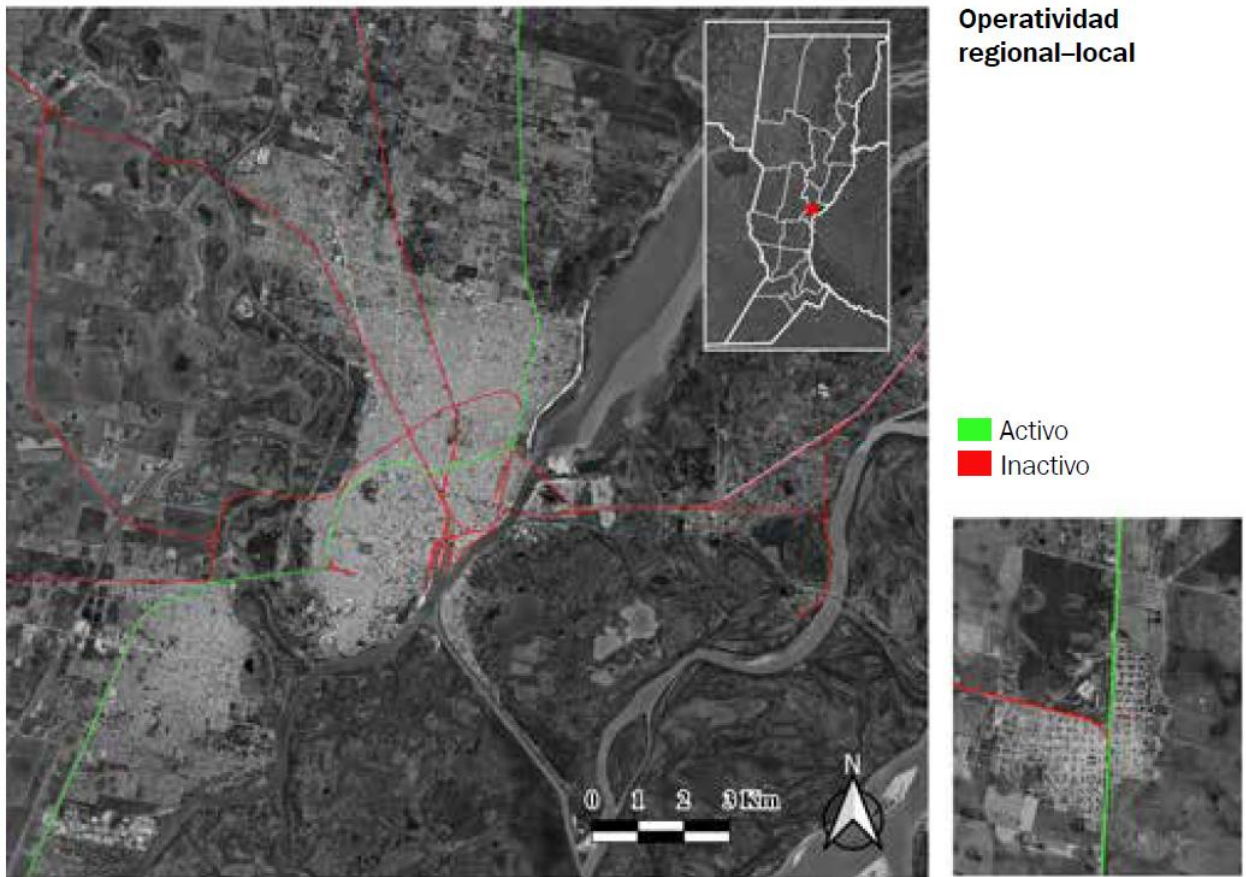 Operatividad
regional–local
Activo
Inactivo
N
0 1 2 3 Km